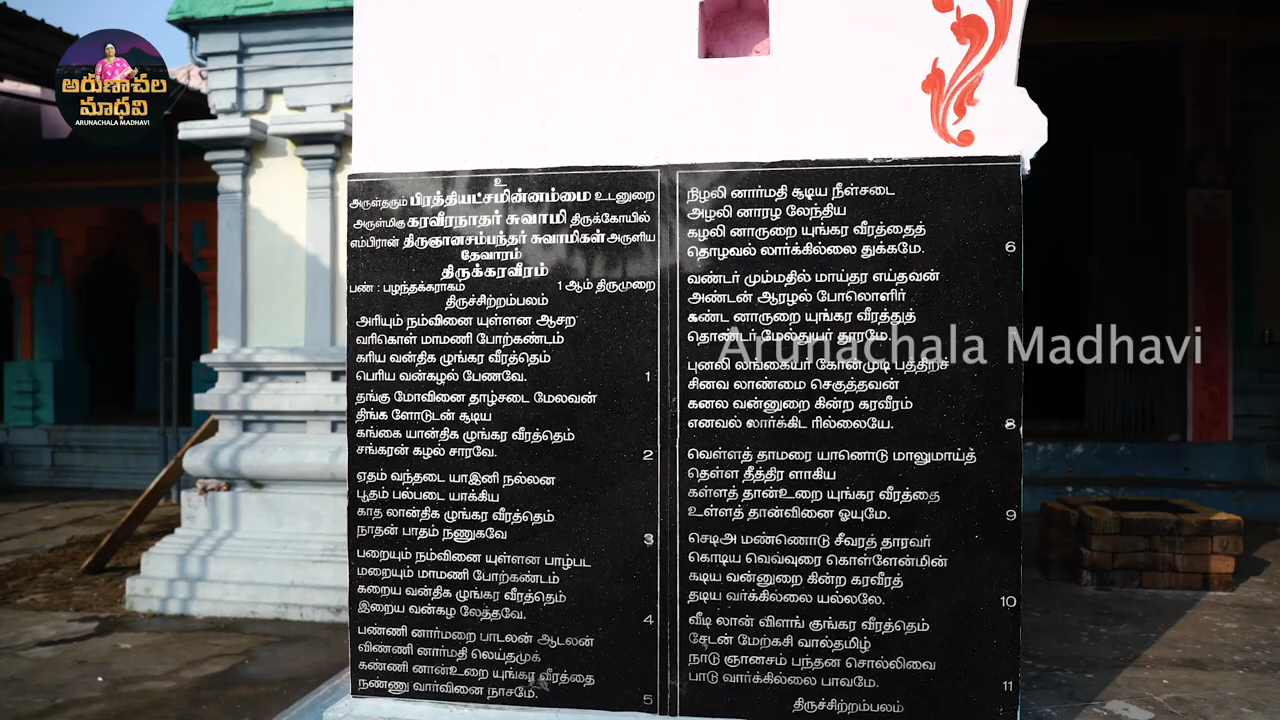 அருணாசல
மாதவி
ARUNACHALA MADHAVI
உ
அருள்தரும் பிரத்தியட்சமின்னம்மை உடனுறை
அருள்மிகு கரவீரநாதர் சுவாமி திருக்கோயில்
எம்பிரான் திருஞானசம்பந்தர் சுவாமிகள் அருளிய
தேவாரம்
திருக்கரவீரம்
பண் : பழந்தக்கராகம் 1 ஆம் திருமுறை
திருச்சிற்றம்பலம்
அரியும் நம்வினை யுள்ளன ஆசற
வரிகொள் மாமணி போற்கண்டம்
கரிய வன்திக ழுங்கர வீரத்தெம்
பெரிய வன்கழல் பேணவே. 1
தங்கு மோவினை தாழ்சடை மேலவன்
திங்க ளோடுடன் சூடிய
கங்கை யான்திக ழுங்கர வீரத்தெம்
சங்கரன் கழல் சாரவே. 2
ஏதம் வந்தடை யாஇனி நல்லன
பூதம் பல்படை யாக்கிய
காத லான்திக ழுங்கர வீரத்தெம்
நாதன் பாதம் நணுகவே 3
பறையும் நம்வினை யுள்ளன பாழ்பட
மறையும் மாமணி போற்கண்டம்
கறைய வன்திக ழுங்கர வீரத்தெம்
இறைய வன்கழ லேத்தவே. 4
பண்ணி னார்மறை பாடலன் ஆடலன்
விண்ணி னார்மதி லெய்தமுக்
கண்ணி னான்உறை யுங்கர வீரத்தை
நண்ணு வார்வினை நாசமே. 5
நிழலி னார்மதி சூடிய நீள்சடை
அழலி னாரழ லேந்திய
கழலி னாருறை யுங்கர வீரத்தைத்
தொழவல் லார்க்கில்லை துக்கமே. 6
வண்டர் மும்மதில் மாய்தர எய்தவன்
அண்டன் ஆரழல் போலொளிர்
கண்ட னாருறை யுங்கர வீரத்துத்
தொண்டர் மேல்துயர் தூரமே.
Arunachala Madhavi
புனலி லங்கையர் கோன்முடி பத்திறச்
சினவ லாண்மை செகுத்தவன்
கனல வன்னுறை கின்ற கரவீரம்
எனவல் லார்க்கிட ரில்லையே. 8
வெள்ளத் தாமரை யானொடு மாலுமாய்த்
தெள்ள தீத்திர ளாகிய
கள்ளத் தான்உறை யுங்கர வீரத்தை
உள்ளத் தான்வினை ஓயுமே. 9
செடிஅ மண்ணொடு சீவரத் தாரவர்
கொடிய வெவ்வுரை கொள்ளேன்மின்
கடிய வன்னுறை கின்ற கரவீரத்
தடிய வர்க்கில்லை யல்லலே. 10
வீடி லான் விளங் குங்கர வீரத்தெம்
சேடன் மேற்கசி வால்தமிழ்
நாடு ஞானசம் பந்தன சொல்லிவை
பாடு வார்க்கில்லை பாவமே. 11
திருச்சிற்றம்பலம்